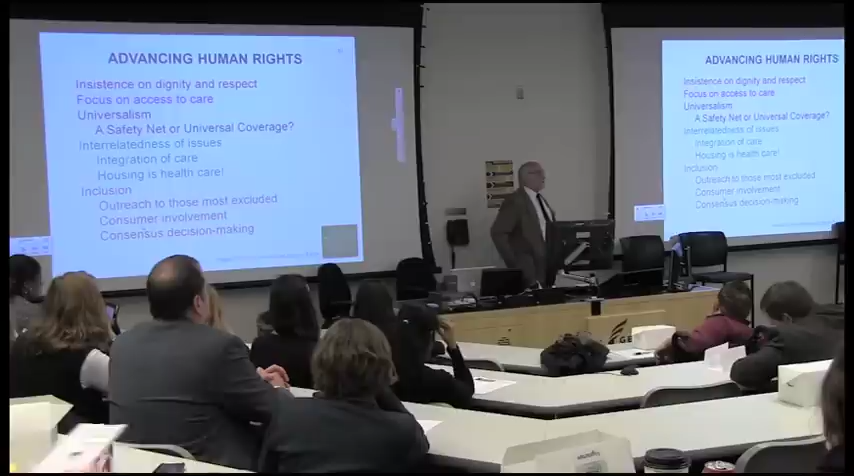 ADVANCING HUMAN RIGHTS
Insistence on dignity and respect
Focus on access to care
Universalism
A Safety Net or Universal Coverage?
Interrelatedness of issues
Integration of care
Housing is health care!
Inclusion
Outreach to those most excluded
Consumer involvement
Consensus decision-making
ADVANCING HUMAN RIGHTS
Insistence on dignity and respect
Focus on access to care
Universalism
A Safety Net or Universal Coverage?
Interrelatedness of issues
Integration of care
Housing is health care!
Inclusion
Outreach to those most excluded
Consumer involvement
Consensus decision-making